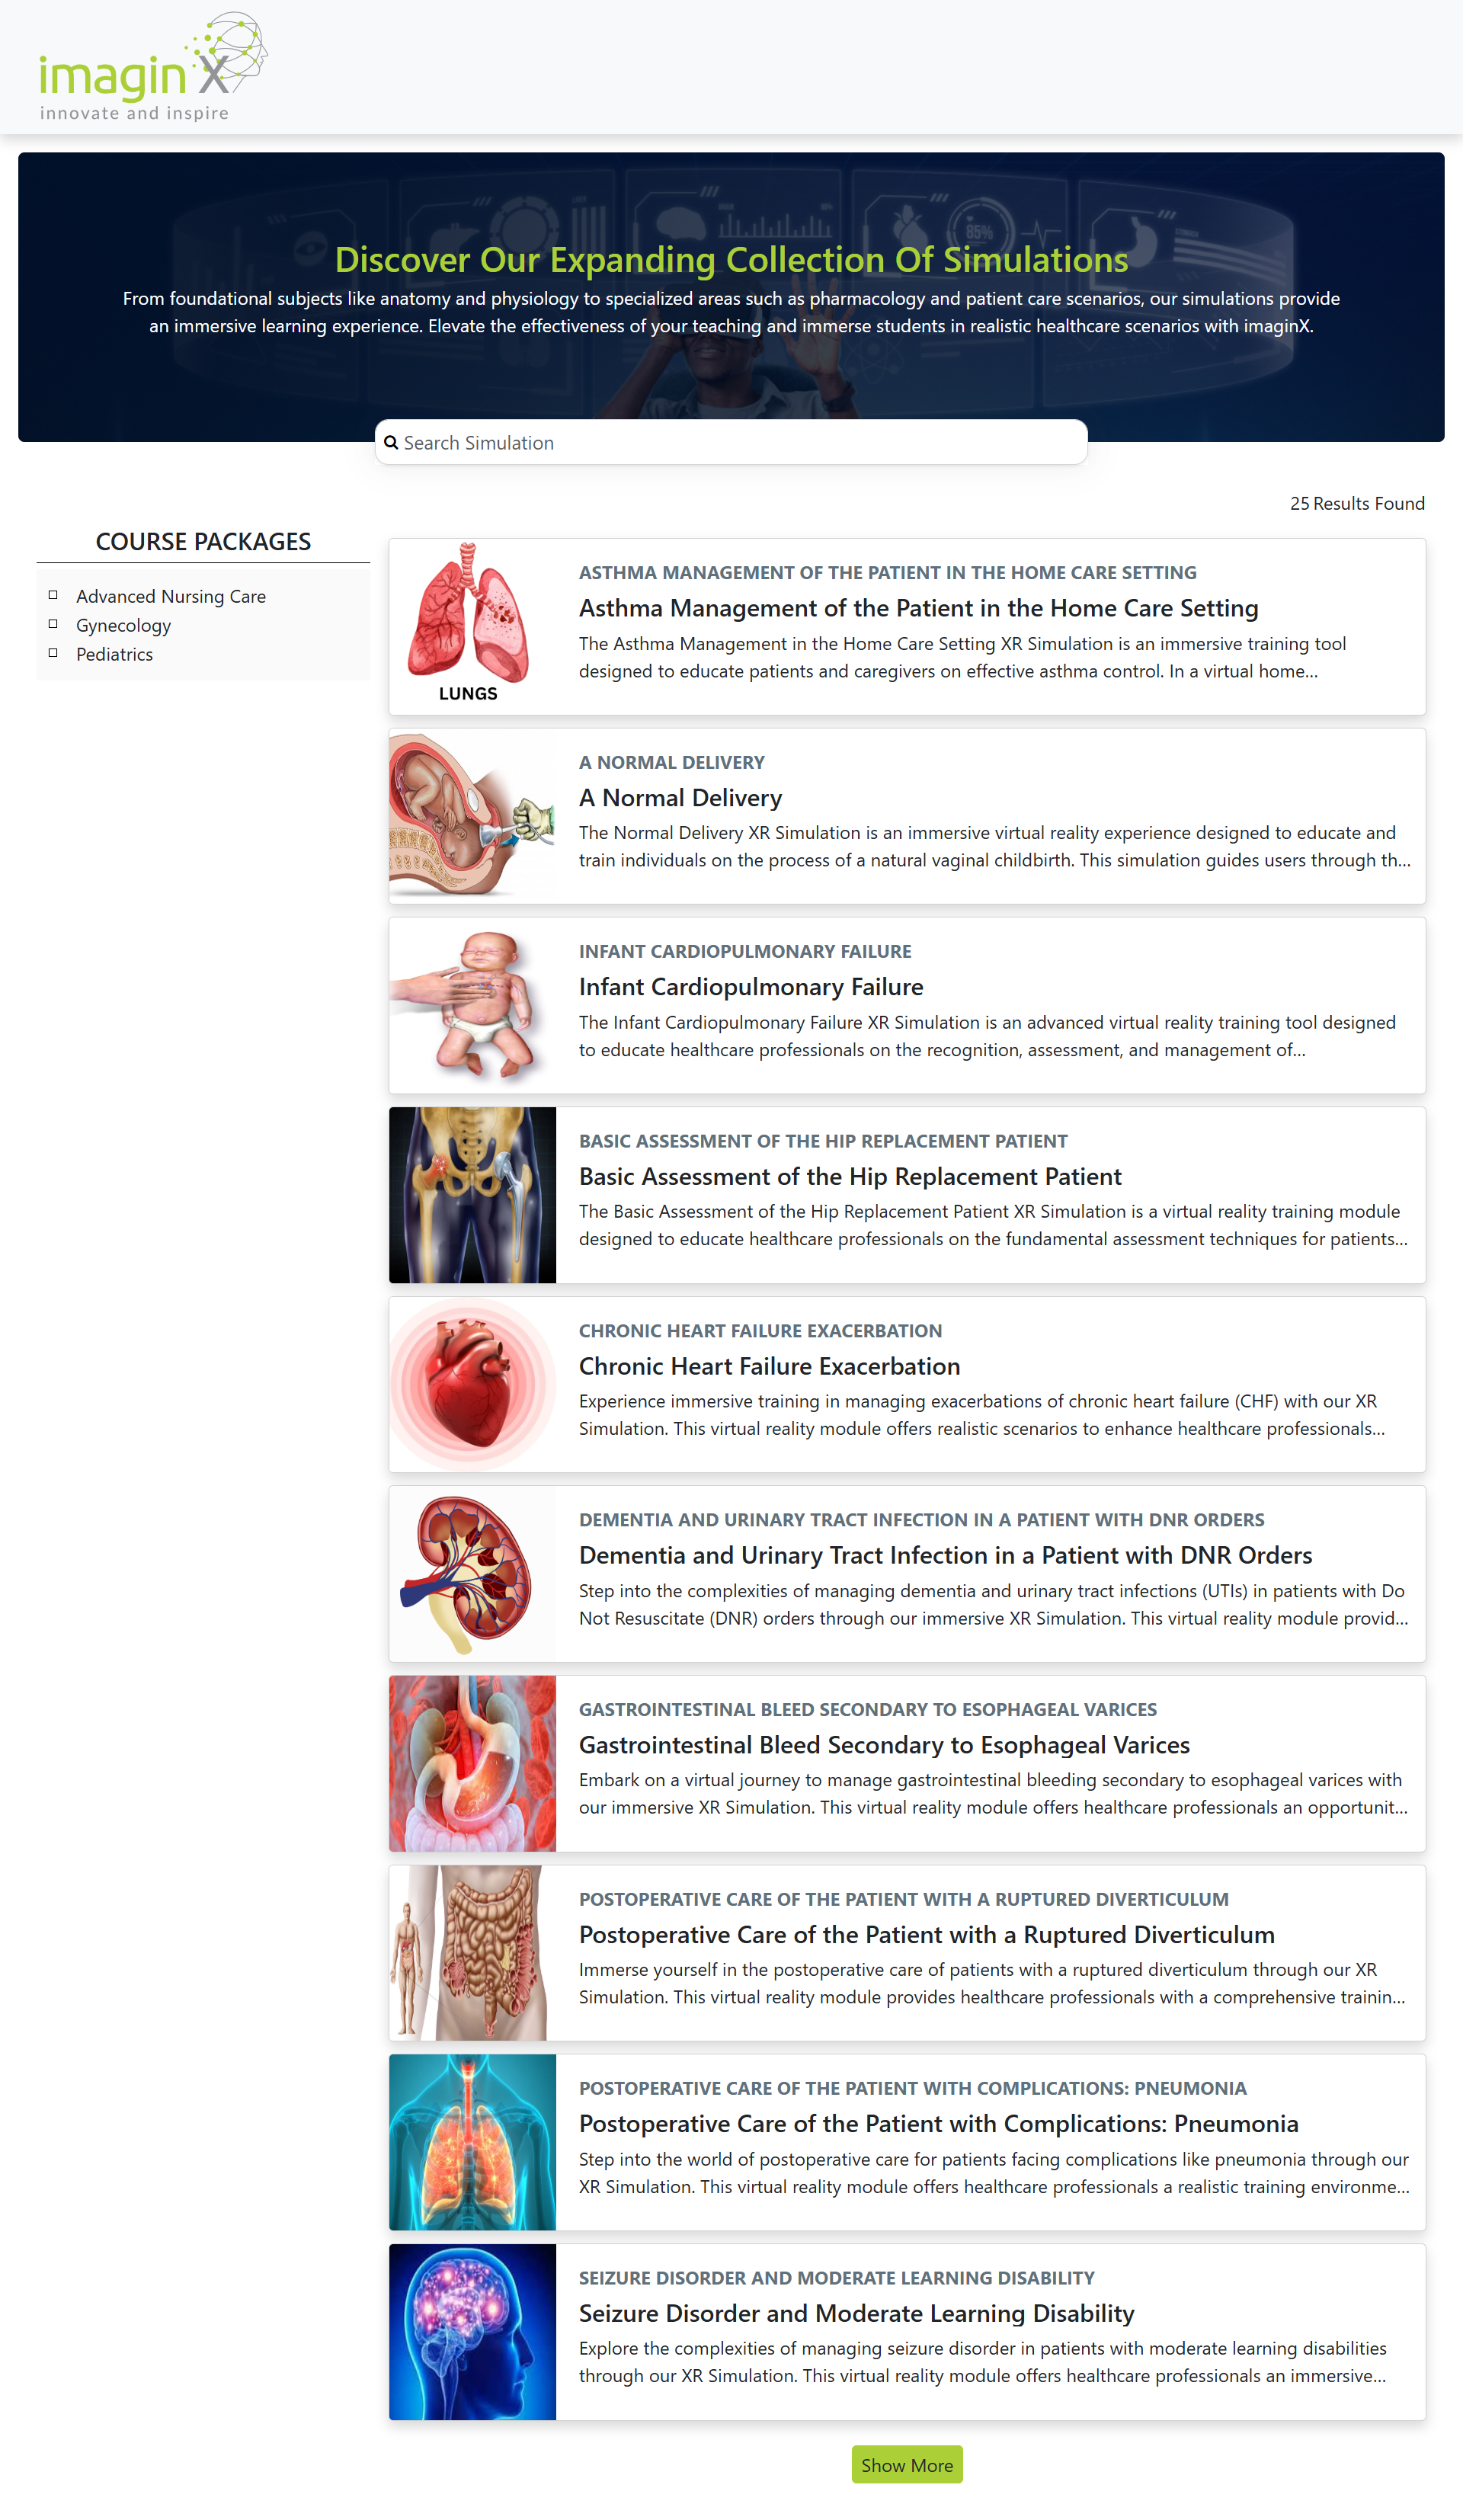 imagin X
innovate and inspire
85%
Discover Our Expanding Collection Of Simulations
From foundational subjects like anatomy and physiology to specialized areas such as pharmacology and patient care scenarios, our simulations provide
an immersive learning experience. Elevate the effectiveness of your teaching and immerse students in realistic healthcare scenarios with imaginX.
Search Simulation
25 Results Found
COURSE PACKAGES
Advanced Nursing Care
Gynecology
Pediatrics
LUNGS
ASTHMA MANAGEMENT OF THE PATIENT IN THE HOME CARE SETTING
Asthma Management of the Patient in the Home Care Setting
The Asthma Management in the Home Care Setting XR Simulation is an immersive training tool
designed to educate patients and caregivers on effective asthma control. In a virtual home...
A NORMAL DELIVERY
A Normal Delivery
The Normal Delivery XR Simulation is an immersive virtual reality experience designed to educate and
train individuals on the process of a natural vaginal childbirth. This simulation guides users through th...
INFANT CARDIOPULMONARY FAILURE
Infant Cardiopulmonary Failure
The Infant Cardiopulmonary Failure XR Simulation is an advanced virtual reality training tool designed
to educate healthcare professionals on the recognition, assessment, and management of...
BASIC ASSESSMENT OF THE HIP REPLACEMENT PATIENT
Basic Assessment of the Hip Replacement Patient
The Basic Assessment of the Hip Replacement Patient XR Simulation is a virtual reality training module
designed to educate healthcare professionals on the fundamental assessment techniques for patients...
CHRONIC HEART FAILURE EXACERBATION
Chronic Heart Failure Exacerbation
Experience immersive training in managing exacerbations of chronic heart failure (CHF) with our XR
Simulation. This virtual reality module offers realistic scenarios to enhance healthcare professionals...
DEMENTIA AND URINARY TRACT INFECTION IN A PATIENT WITH DNR ORDERS
Dementia and Urinary Tract Infection in a Patient with DNR Orders
Step into the complexities of managing dementia and urinary tract infections (UTIs) in patients with Do
Not Resuscitate (DNR) orders through our immersive XR Simulation. This virtual reality module provid...
GASTROINTESTINAL BLEED SECONDARY TO ESOPHAGEAL VARICES
Gastrointestinal Bleed Secondary to Esophageal Varices
Embark on a virtual journey to manage gastrointestinal bleeding secondary to esophageal varices with
our immersive XR Simulation. This virtual reality module offers healthcare professionals an opportunit...
POSTOPERATIVE CARE OF THE PATIENT WITH A RUPTURED DIVERTICULUM
Postoperative Care of the Patient with a Ruptured Diverticulum
Immerse yourself in the postoperative care of patients with a ruptured diverticulum through our XR
Simulation. This virtual reality module provides healthcare professionals with a comprehensive trainin...
POSTOPERATIVE CARE OF THE PATIENT WITH COMPLICATIONS: PNEUMONIA
Postoperative Care of the Patient with Complications: Pneumonia
Step into the world of postoperative care for patients facing complications like pneumonia through our
XR Simulation. This virtual reality module offers healthcare professionals a realistic training environme...
SEIZURE DISORDER AND MODERATE LEARNING DISABILITY
Seizure Disorder and Moderate Learning Disability
Explore the complexities of managing seizure disorder in patients with moderate learning disabilities
through our XR Simulation. This virtual reality module offers healthcare professionals an immersive...
Show More